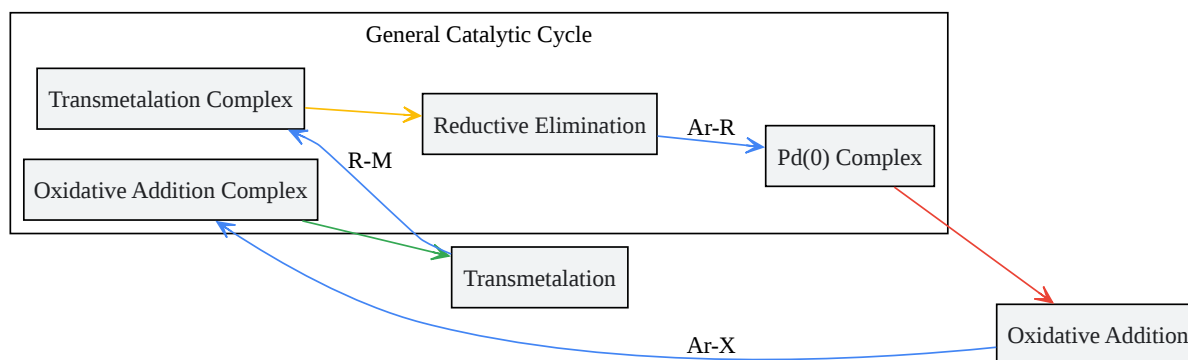 General Catalytic Cycle
Transmetalation Complex
Reductive Elimination
Ar-R
Pd(0) Complex
R-M
Oxidative Addition Complex
Transmetalation
Ar-X
Oxidative Addition